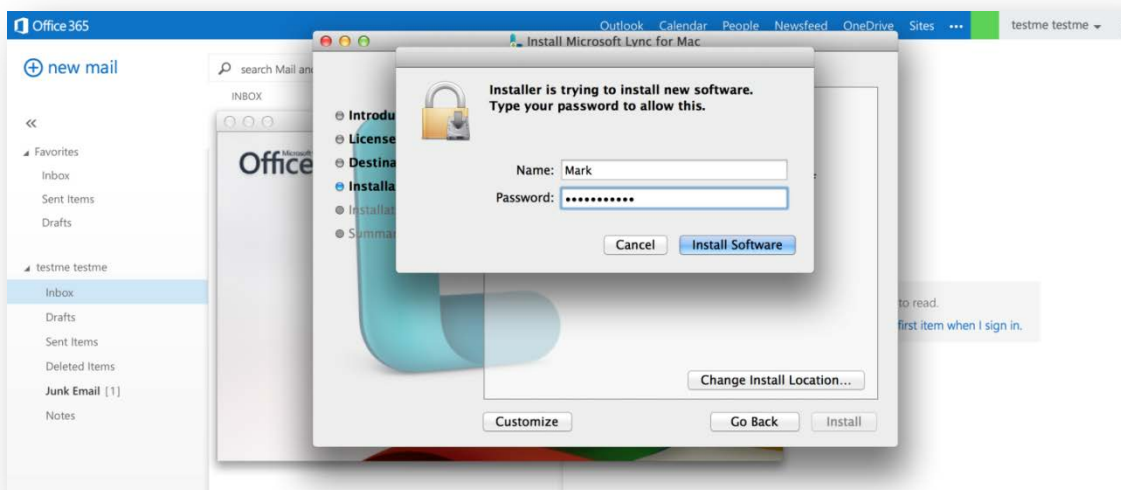 Office 365
Outlook Calendar People Newsfeed OneDrive Sites ••• testme testme
Install Microsoft Lync for Mac
new mail
search Mail an
INBOX
«
Favorites
Inbox
Sent Items
Drafts
testme testme
Inbox
Drafts
Sent Items
Deleted Items
Junk Email [1]
Notes
Microsoft
Office
Introdu
License
Destina
Installa
Installat
Summar
Installer is trying to install new software.
Type your password to allow this.
Name: Mark
Password: •••••••••••
Cancel Install Software
to read.
first item when I sign in.
Change Install Location...
Customize Go Back Install